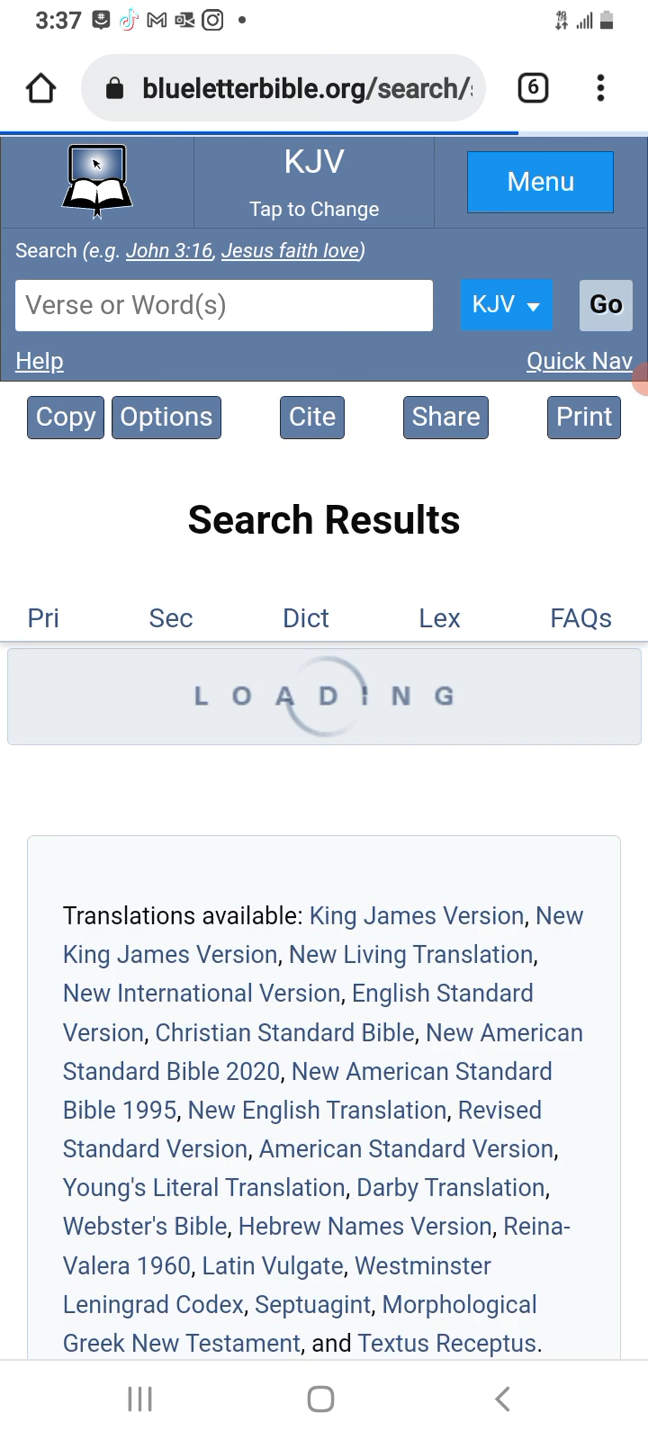 3:37
blueletterbible.org/search/
6
KJV
Tap to Change
Menu
Search (e.g. John 3:16, Jesus faith love)
Verse or Word(s)
KJV
Go
Help
Quick Nav
Copy
Options
Cite
Share
Print
Search Results
Pri
Sec
Dict
Lex
FAQs
LOADING
Translations available: King James Version, New
King James Version, New Living Translation,
New International Version, English Standard
Version, Christian Standard Bible, New American
Standard Bible 2020, New American Standard
Bible 1995, New English Translation, Revised
Standard Version, American Standard Version,
Young's Literal Translation, Darby Translation,
Webster's Bible, Hebrew Names Version, Reina-
Valera 1960, Latin Vulgate, Westminster
Leningrad Codex, Septuagint, Morphological
Greek New Testament, and Textus Receptus.